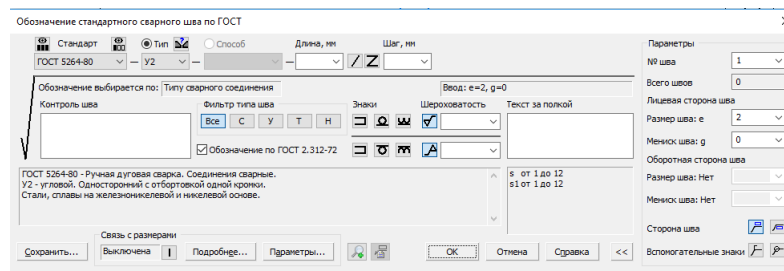 Обозначение стандартного сварного шва по ГОСТ
Стандарт Тип Способ Длина, мм Шаг, мм
ГОСТ 5264-80 — У2 — — Z
Обозначение выбирается по: Типу сварного соединения Ввод: e=2, g=0
Контроль шва Фильтр типа шва Знаки Шероховатость Текст за полкой
Все С У Т Н
Обозначение по ГОСТ 2.312-72
ГОСТ 5264-80 - Ручная дуговая сварка. Соединения сварные.
У2 - угловой. Односторонний с отбортовкой одной кромки.
Стали, сплавы на железноникелевой и никелевой основе.
s от 1 до 12
s1 от 1 до 12
Связь с размерами
Сохранить... Выключена I Подробнее... Параметры... OK Отмена Справка <<
Параметры
№ шва 1
Всего швов 0
Лицевая сторона шва
Размер шва: e 2
Мениск шва: g 0
Оборотная сторона шва
Размер шва: Нет
Мениск шва: Нет
Сторона шва
Вспомогательные знаки